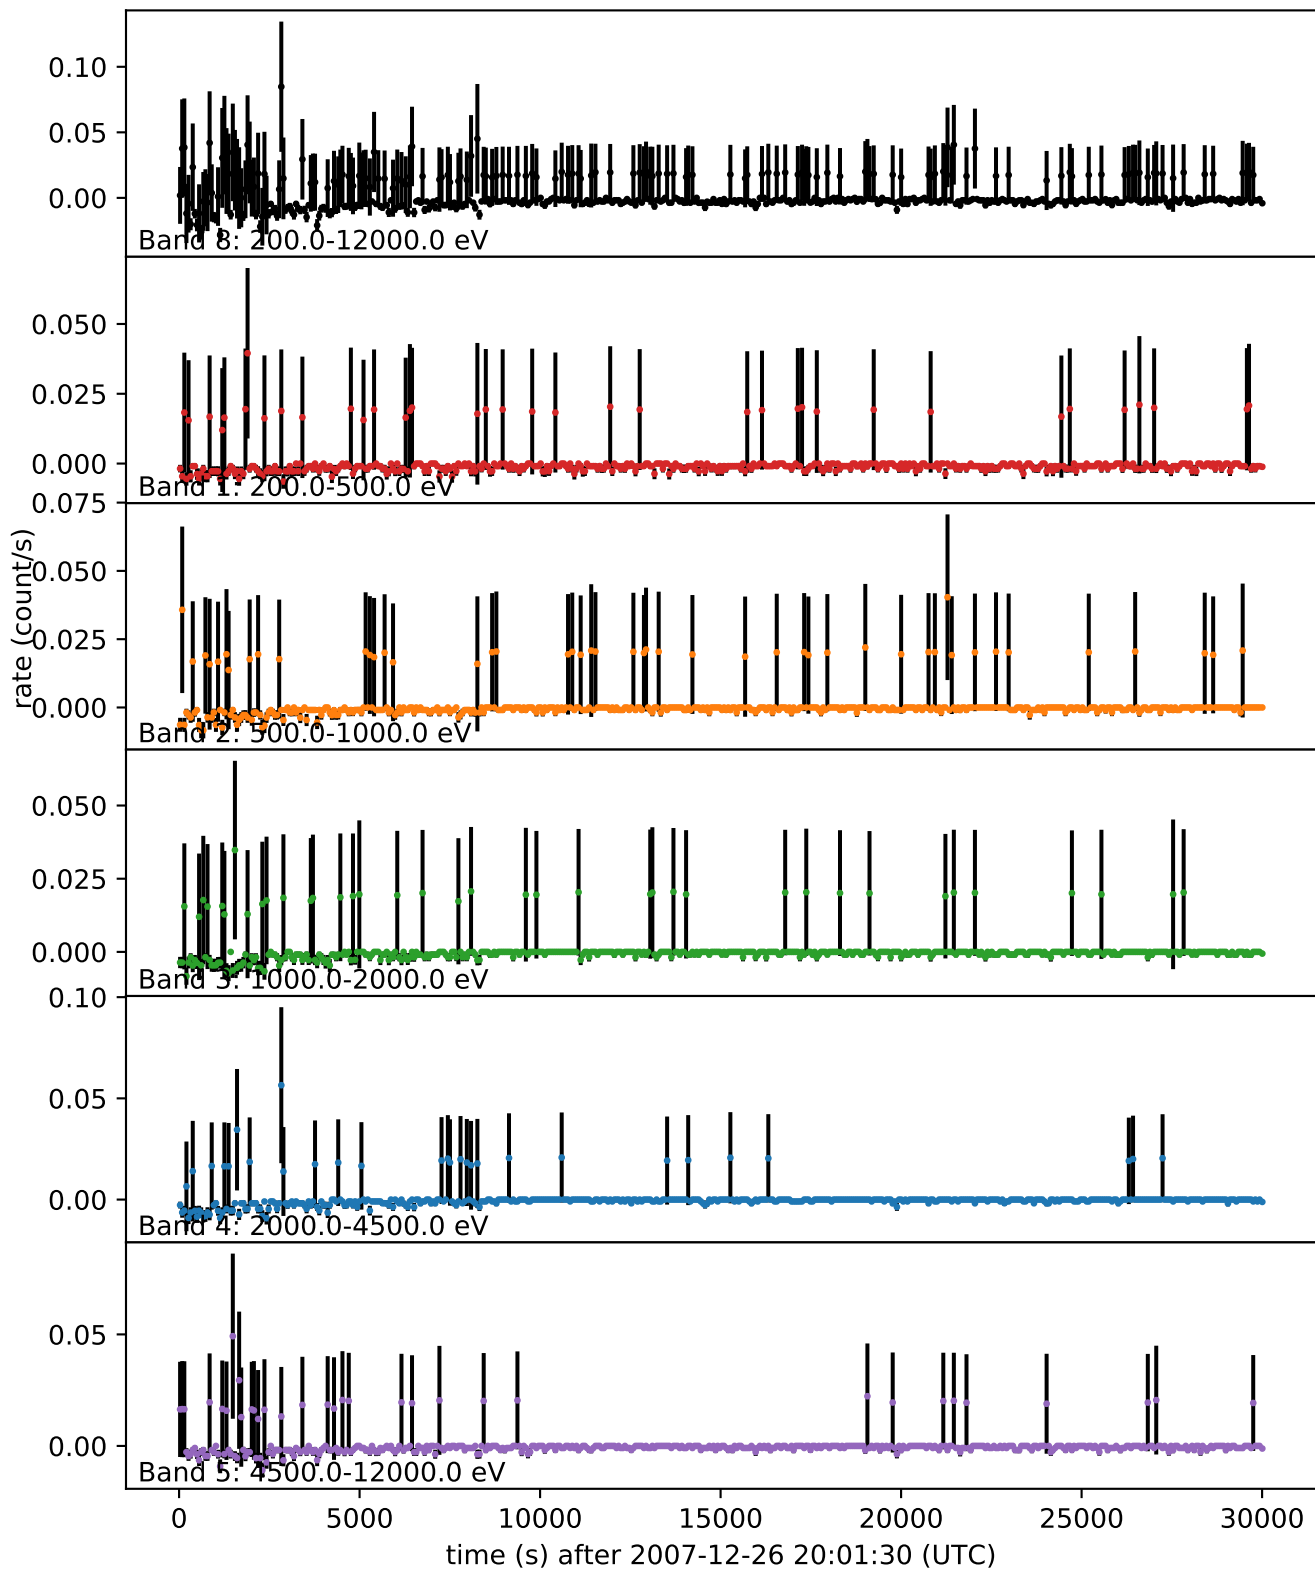 0.10
0.05
0.00
Band 8: 200.0-12000.0 eV
0.050
0.025
0.000
Band 1: 200.0-500.0 eV
0.075
0.050
0.025
0.000
rate (count/s)
Band 2: 500.0-1000.0 eV
0.050
0.025
0.000
Band 3: 1000.0-2000.0 eV
0.10
0.05
0.00
Band 4: 2000.0-4500.0 eV
0.05
0.00
Band 5: 4500.0-12000.0 eV
0 5000 10000 15000 20000 25000 30000
time (s) after 2007-12-26 20:01:30 (UTC)